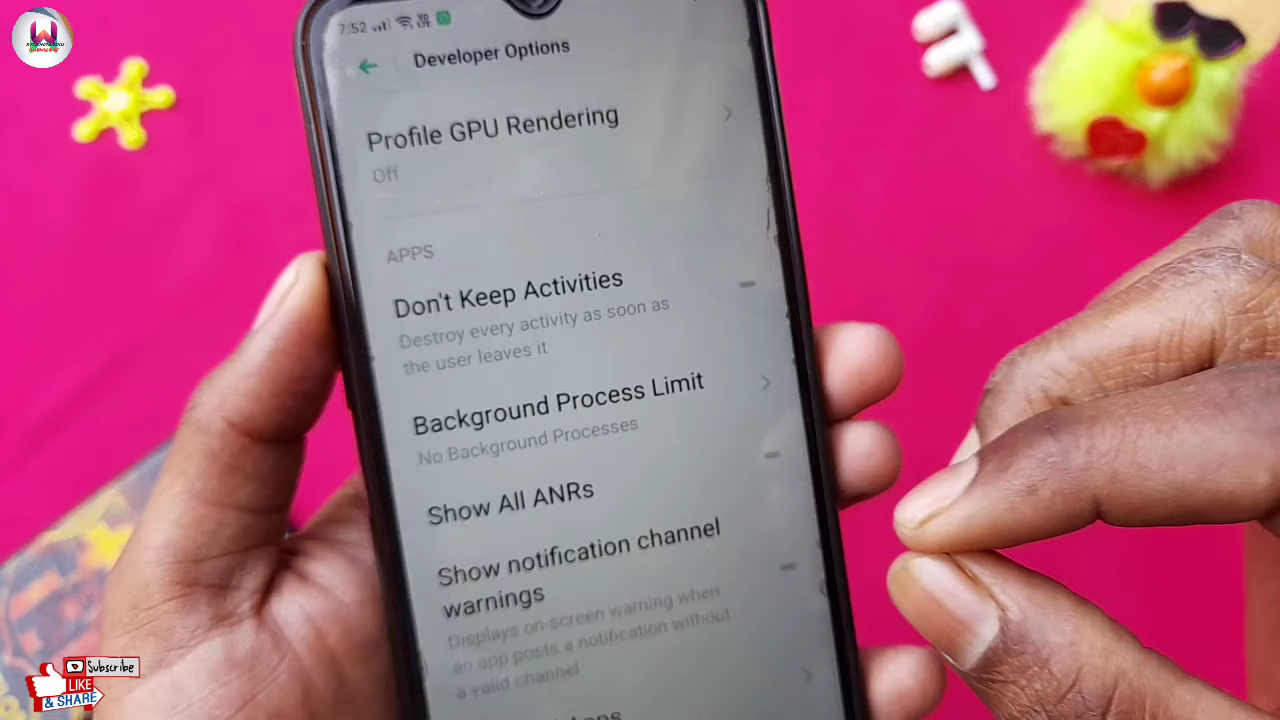 7:52
VO
LTE
Developer Options
Profile GPU Rendering
Off
APPS
Don't Keep Activities
Destroy every activity as soon as
the user leaves it
Background Process Limit
No Background Processes
Show All ANRs
Show notification channel
warnings
Displays on-screen warning when
an app posts a notification without
a valid channel
Subscribe
LIKE
& SHARE